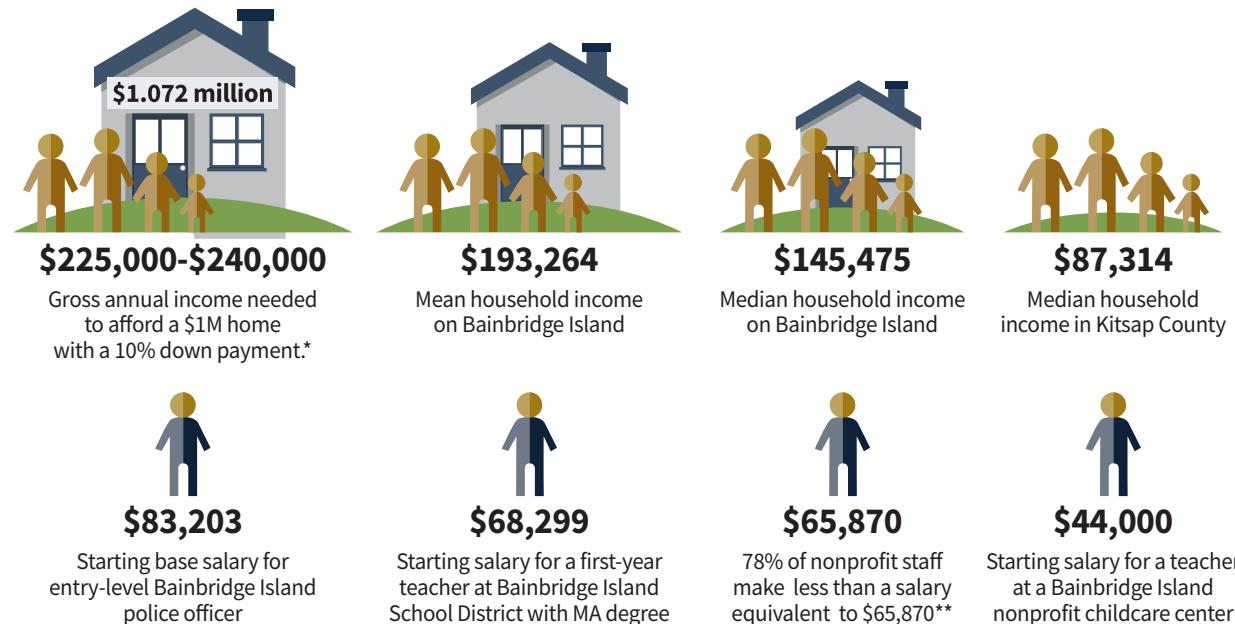 $1.072 million
$225,000-$240,000
Gross annual income needed
to afford a $1M home
with a 10% down payment.*
$193,264
Mean household income
on Bainbridge Island
$145,475
Median household income
on Bainbridge Island
$87,314
Median household
income in Kitsap County
$83,203
Starting base salary for
entry-level Bainbridge Island
police officer
$68,299
Starting salary for a first-year
teacher at Bainbridge Island
School District with MA degree
$65,870
78% of nonprofit staff
make less than a salary
equivalent to $65,870**
$44,000
Starting salary for a teacher
at a Bainbridge Island
nonprofit childcare center